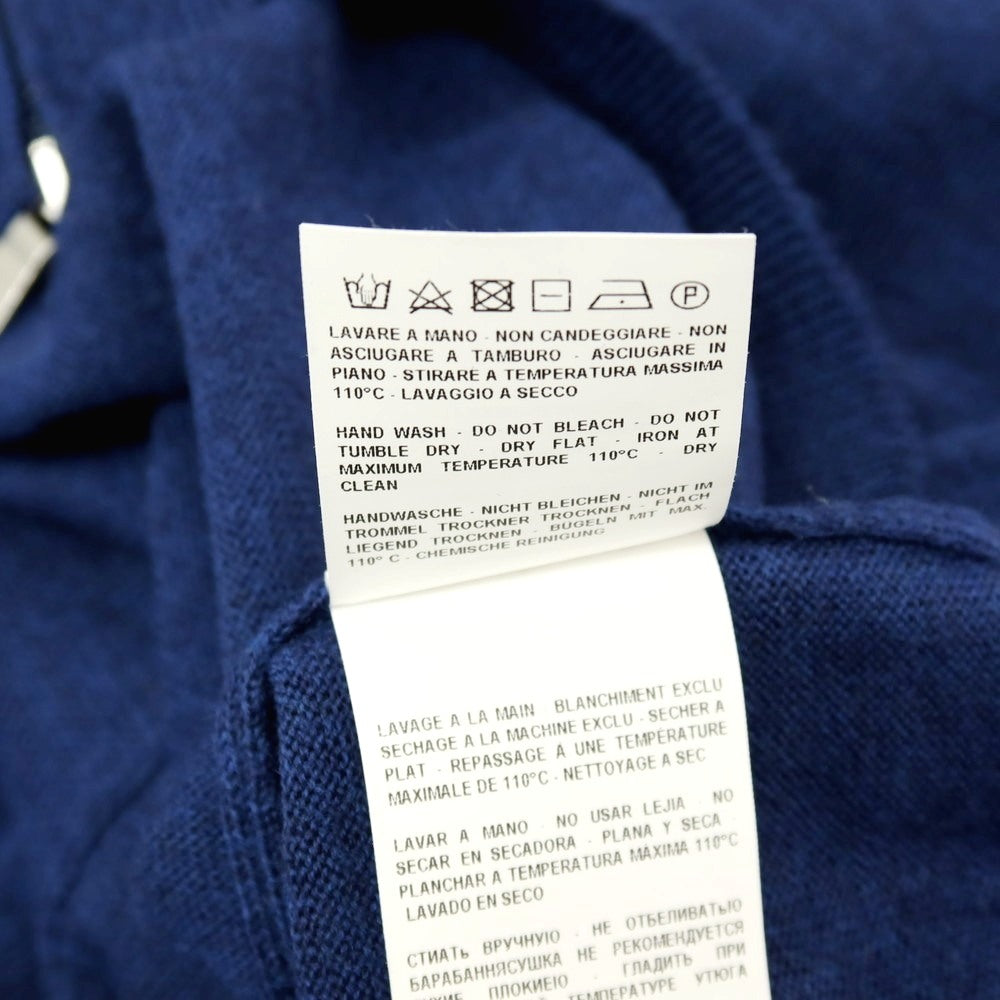 P
LAVARE A MANO - NON CANDEGGIARE - NON
ASCIUGARE A TAMBURO - ASCIUGARE IN
PIANO - STIRARE A TEMPERATURA MASSIMA
110°C - LAVAGGIO A SECCO
HAND WASH - DO NOT BLEACH - DO NOT
TUMBLE DRY - DRY FLAT - IRON AT
MAXIMUM TEMPERATURE 110°C - DRY
CLEAN
HANDWASCHE - NICHT BLEICHEN - NICHT IM
TROMMEL TROCKNER TROCKNEN - FLACH
LIEGEND TROCKNEN - BUGELN MIT MAX.
110° C - CHEMISCHE REINIGUNG
LAVAGE A LA MAIN BLANCHIMENT EXCLU
SECHAGE A LA MACHINE EXCLU - SECHER A
PLAT - REPASSAGE A UNE TEMPÉRATURE
MAXIMALE DE 110°C - NETTOYAGE A SEC
LAVAR A MANO - NO USAR LEJIA - NO
SECAR EN SECADORA - PLANA Y SECA -
PLANCHAR A TEMPERATURA MÁXIMA 110°C
LAVADO EN SECO
СТИАТЬ ВРУЧНУЮ - НЕ ОТБЕЛИВАТЬЮ
БАРАБАННЯСУШКА НЕ РЕКОМЕНДУЕТСЯ
ПЛОКИЕЮ - ГЛАДИТЬ ПРИ
ТЕМПЕРАТУРЕ УТЮГА